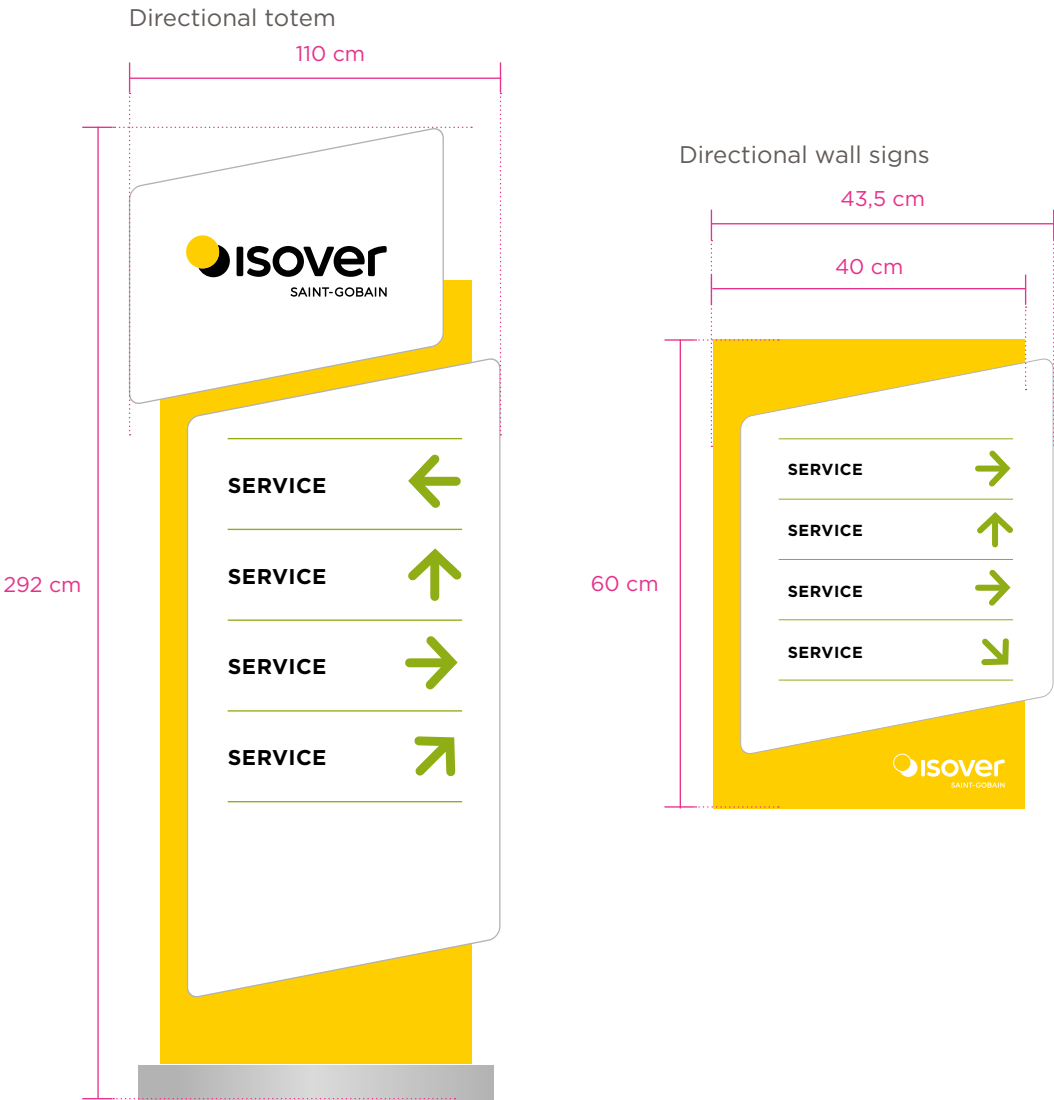 Directional totem
110 cm
292 cm
ISOVER
SAINT-GOBAIN
SERVICE
SERVICE
SERVICE
SERVICE
Directional wall signs
43,5 cm
40 cm
60 cm
SERVICE
SERVICE
SERVICE
SERVICE
ISOVER
SAINT-GOBAIN